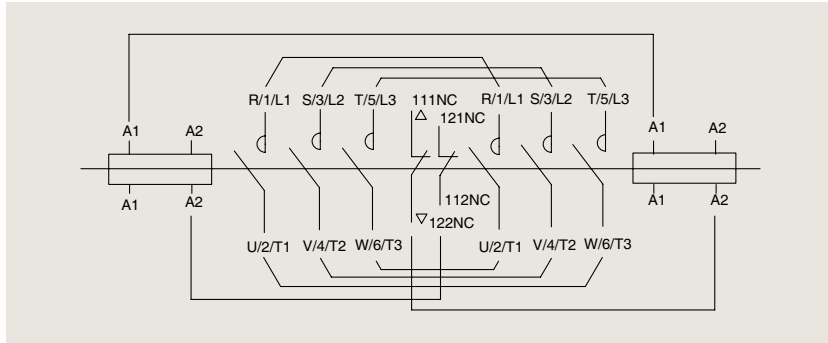 R/1/L1 S/3/L2 T/5/L3 111NC R/1/L1 S/3/L2 T/5/L3
121NC
A1 A2 A1 A2
A1 A2 A1 A2
112NC
122NC
U/2/T1 V/4/T2 W/6/T3 U/2/T1 V/4/T2 W/6/T3